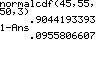 normalcdf(45,55,
50,3)
.9044193393
1-Ans
.0955806607